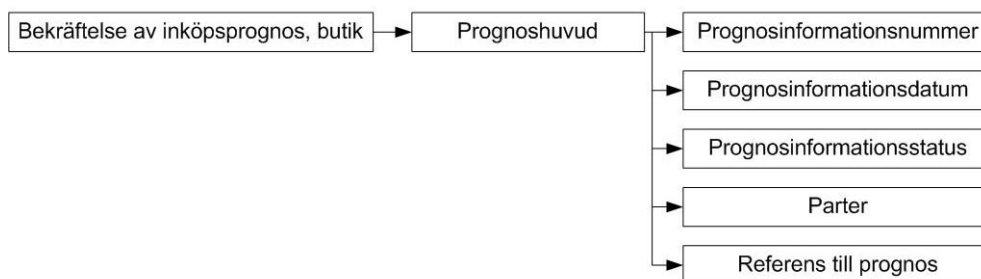 Bekräftelse av inköpsprognos, butik
Prognoshuvud
Prognosinformationsnummer
Prognosinformationsdatum
Prognosinformationsstatus
Parter
Referens till prognos